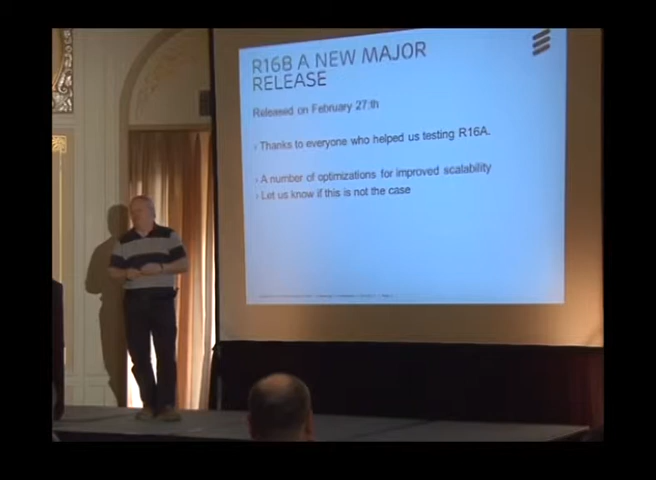 R16B A NEW MAJOR
RELEASE
Released on February 27:th
› Thanks to everyone who helped us testing R16A.
› A number of optimizations for improved scalability
› Let us know if this is not the case